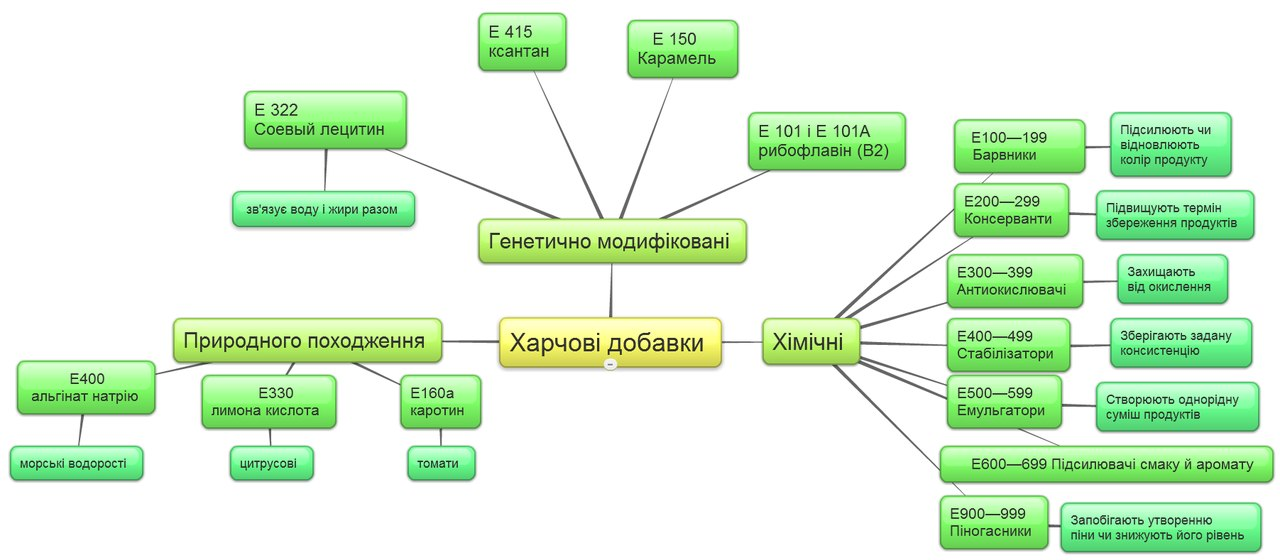 Е 415
ксантан
Е 150
Карамель
Е 322
Соевый лецитин
зв'язує воду і жири разом
Е 101 і Е 101А
рибофлавін (В2)
Генетично модифіковані
Харчові добавки
Природного походження
Е400
альгінат натрію
морські водорості
Е330
лимона кислота
цитрусові
Е160а
каротин
томати
Хімічні
Е100—199
Барвники
Підсилюють чи
відновлюють
колір продукту
Е200—299
Консерванти
Підвищують термін
збереження продуктів
Е300—399
Антиокислювачі
Захищають
від окислення
Е400—499
Стабілізатори
Зберігають задану
консистенцію
Е500—599
Емульгатори
Створюють однорідну
суміш продуктів
Е600—699 Підсилювачі смаку й аромату
Е900—999
Піногасники
Запобігають утворенню
піни чи знижують його рівень